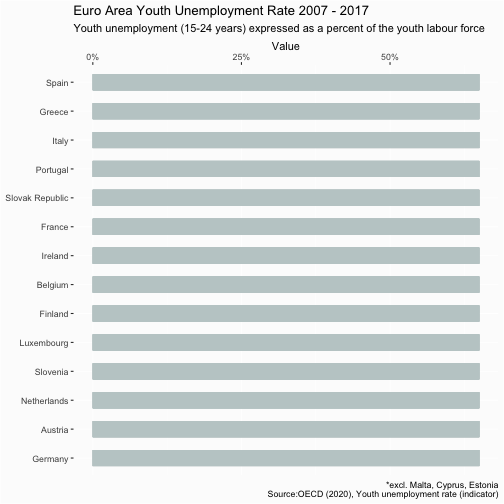 Euro Area Youth Unemployment Rate 2007 - 2017
Youth unemployment (15-24 years) expressed as a percent of the youth labour force
Value
0% 25% 50%
Spain
Greece
Italy
Portugal
Slovak Republic
France
Ireland
Belgium
Finland
Luxembourg
Slovenia
Netherlands
Austria
Germany
*excl. Malta, Cyprus, Estonia
Source:OECD (2020), Youth unemployment rate (indicator)